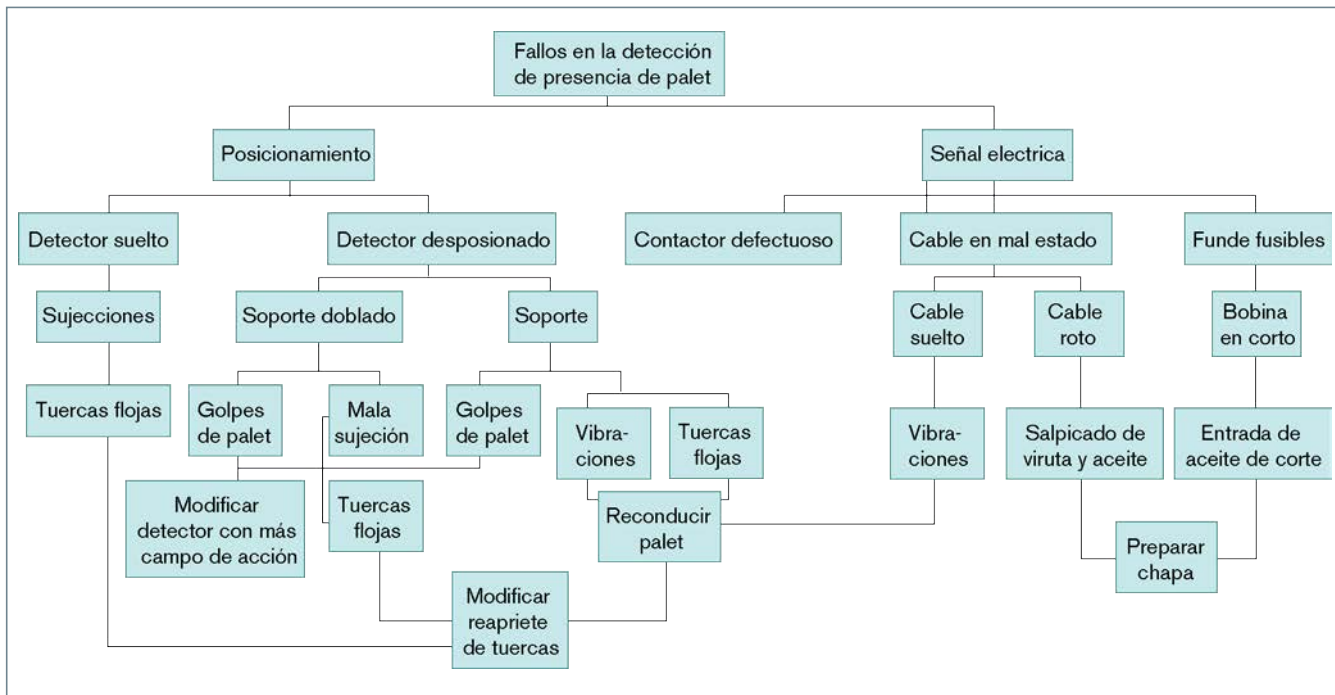 Fallos en la detección
de presencia de palet
Posicionamiento
Señal electrica
Detector suelto
Detector desposionado
Contactor defectuoso
Cable en mal estado
Funde fusibles
Sujecciones
Soporte doblado
Soporte
Cable
suelto
Cable
roto
Bobina
en corto
Tuercas flojas
Golpes
de palet
Mala
sujeción
Golpes
de palet
Vibra-
ciones
Tuercas
flojas
Vibra-
ciones
Salpicado de
viruta y aceite
Entrada de
aceite de corte
Modificar
detector con más
campo de acción
Tuercas
flojas
Reconducir
palet
Preparar
chapa
Modificar
reapriete
de tuercas